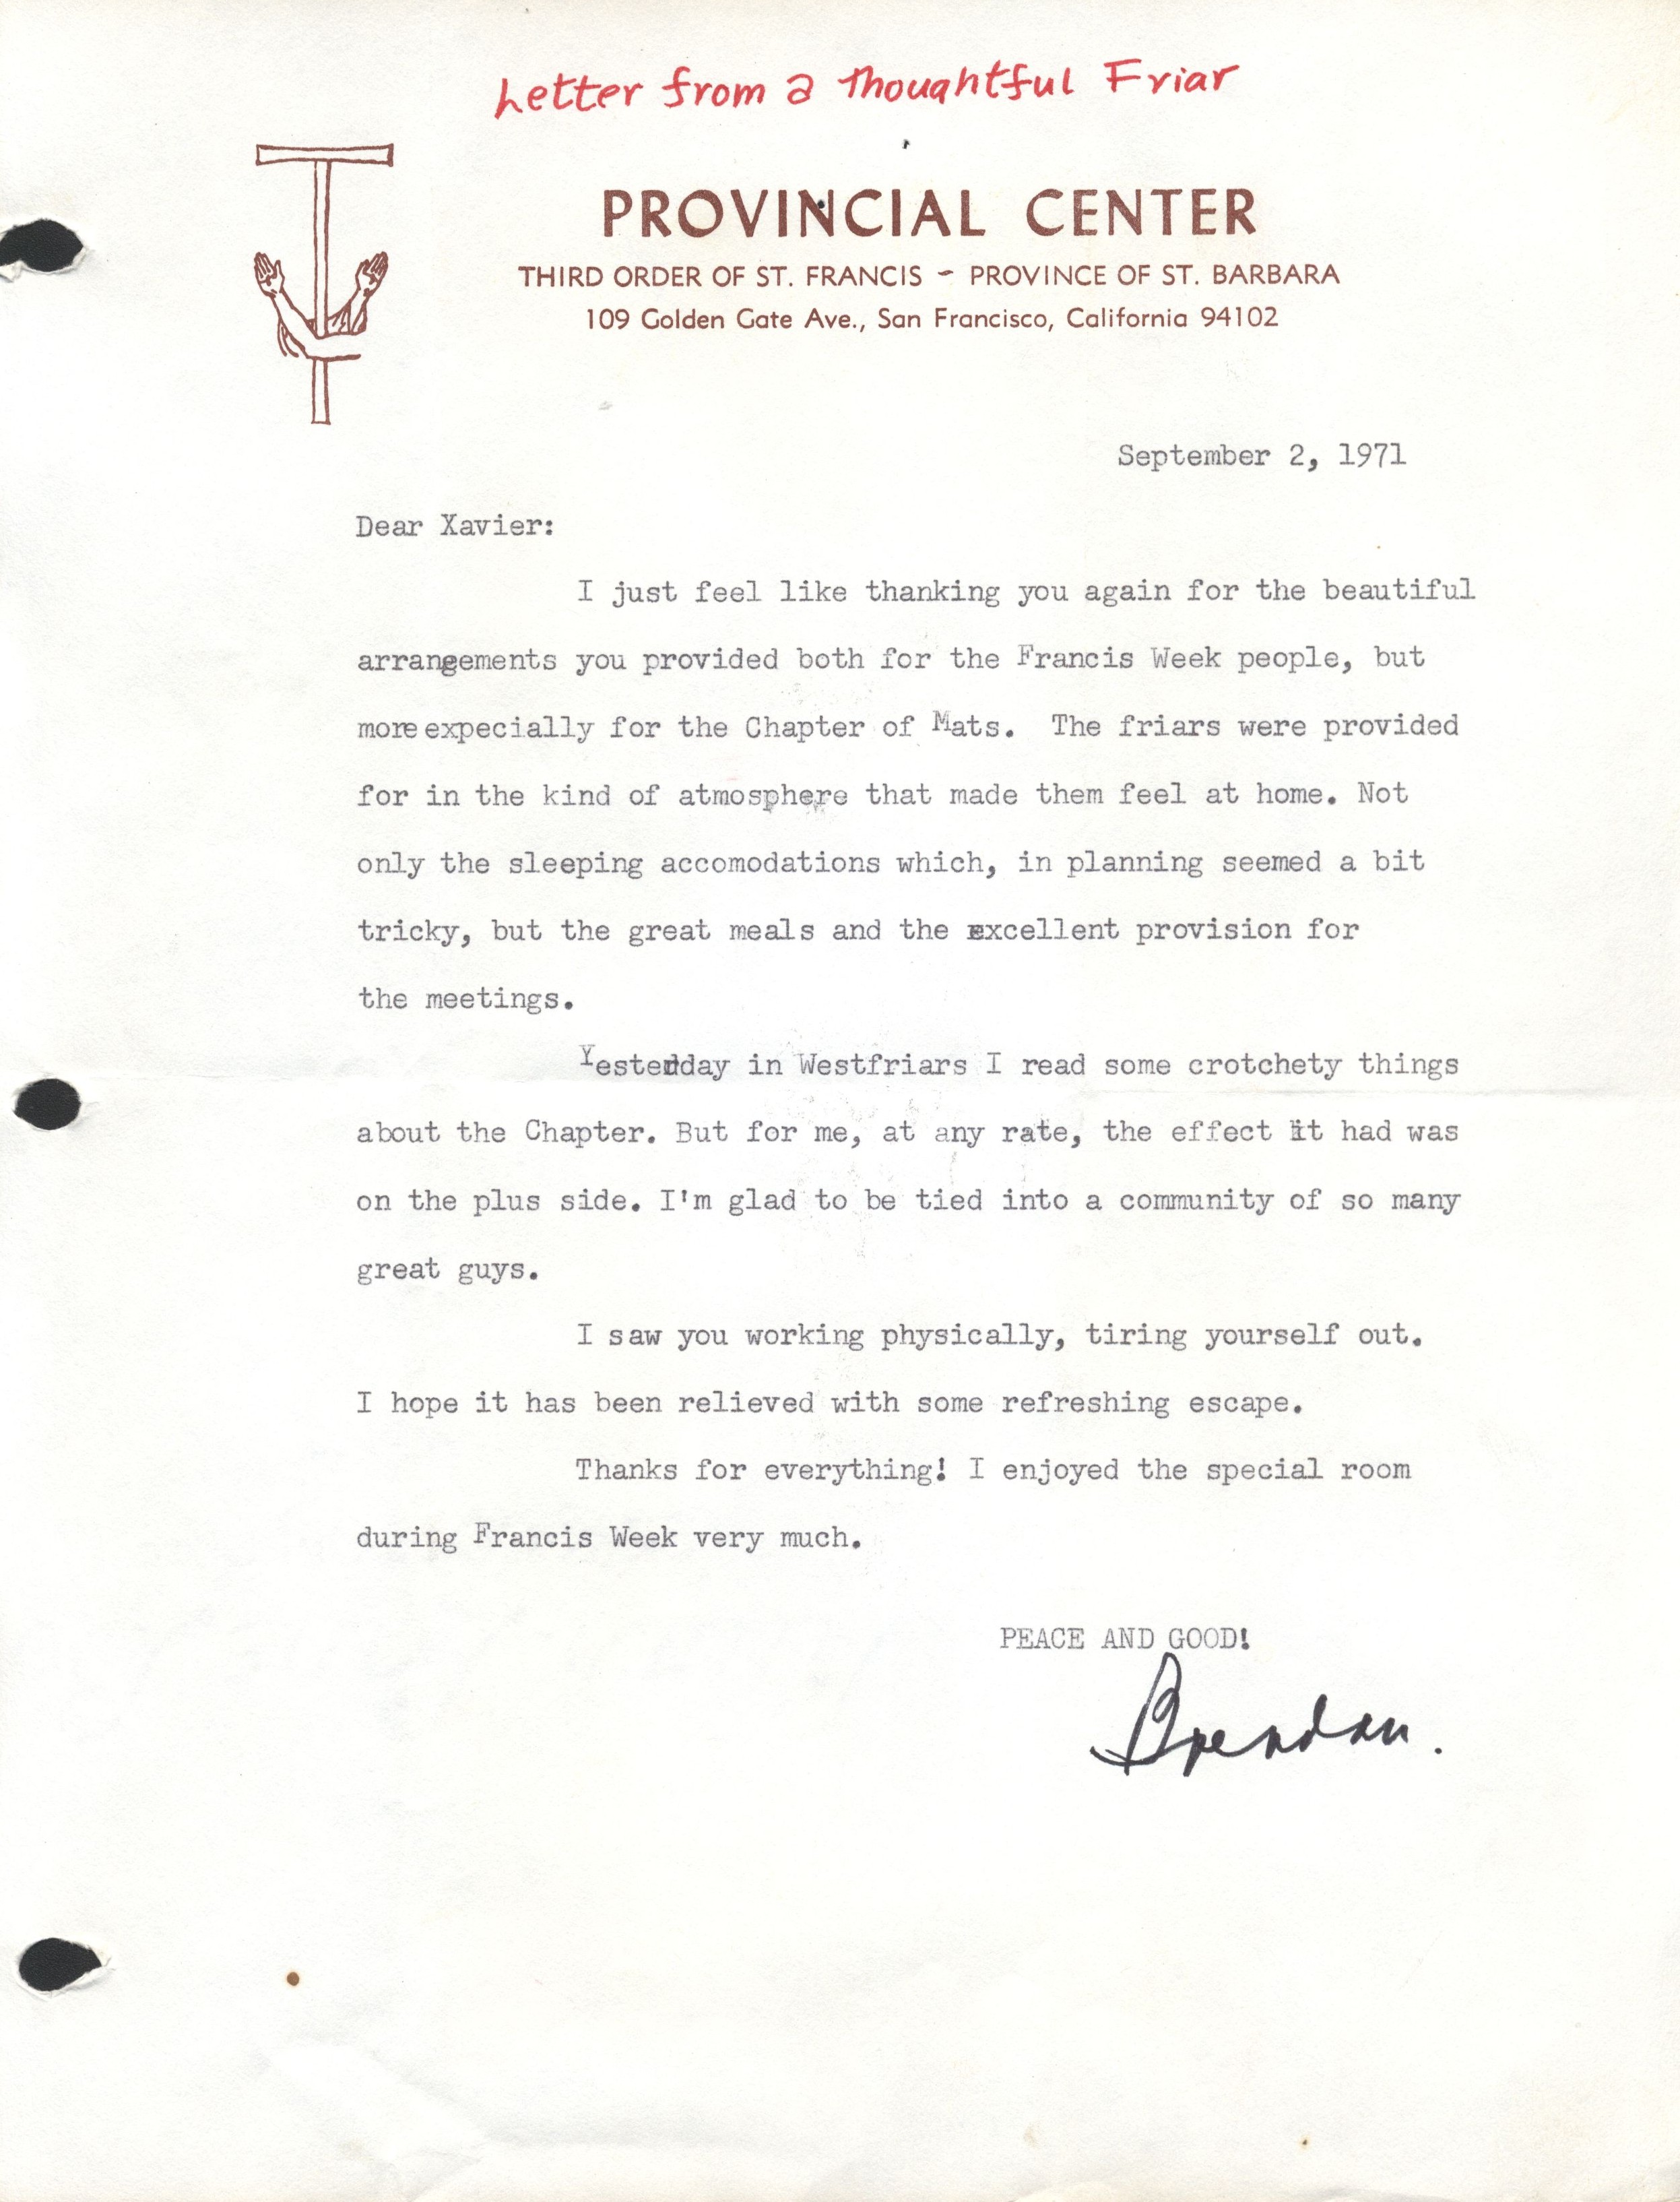 Letter from a Thoughtful Friar
PROVINCIAL CENTER
THIRD ORDER OF ST. FRANCIS - PROVINCE OF ST. BARBARA
109 Golden Gate Ave., San Francisco, California 94102
September 2, 1971
Dear Xavier:
I just feel like thanking you again for the beautiful
arrangements you provided both for the Francis Week people, but
more expecially for the Chapter of Mats. The friars were provided
for in the kind of atmosphere that made them feel at home. Not
only the sleeping accomodations which, in planning seemed a bit
tricky, but the great meals and the excellent provision for
the meetings.
Yesterday in Westfriars I read some crotchety things
about the Chapter. But for me, at any rate, the effect it had was
on the plus side. I'm glad to be tied into a community of so many
great guys.
I saw you working physically, tiring yourself out.
I hope it has been relieved with some refreshing escape.
Thanks for everything! I enjoyed the special room
during Francis Week very much.
PEACE AND GOOD!
Brendan.